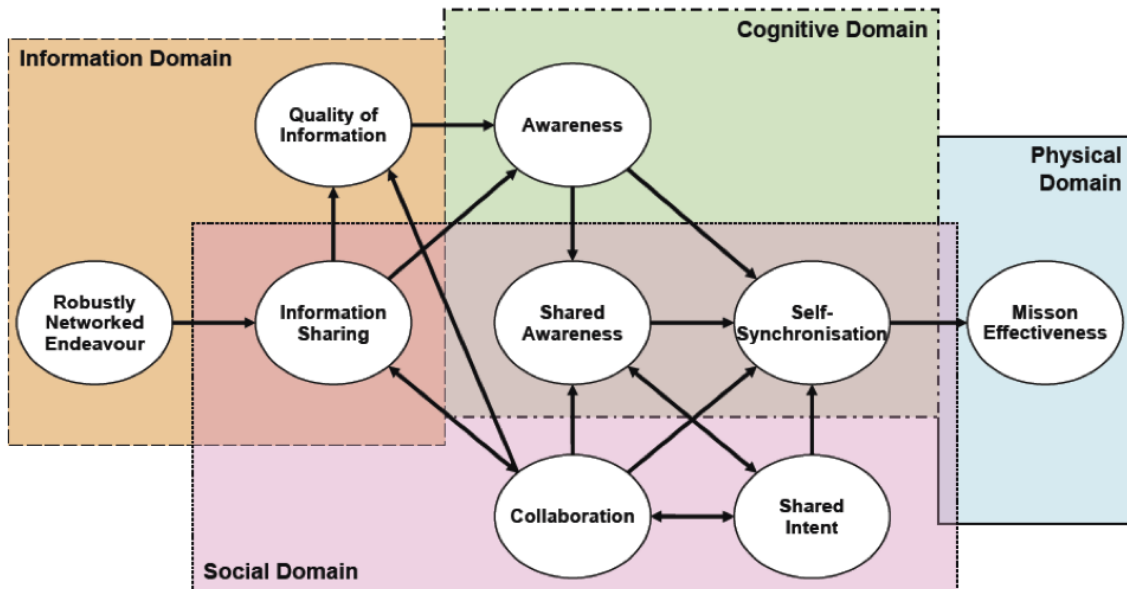 Cognitive Domain
Information Domain
Quality of
Information
Awareness
Physical
Domain
Robustly
Networked
Endeavour
Information
Sharing
Shared
Awareness
Self-
Synchronisation
Misson
Effectiveness
Collaboration
Shared
Intent
Social Domain